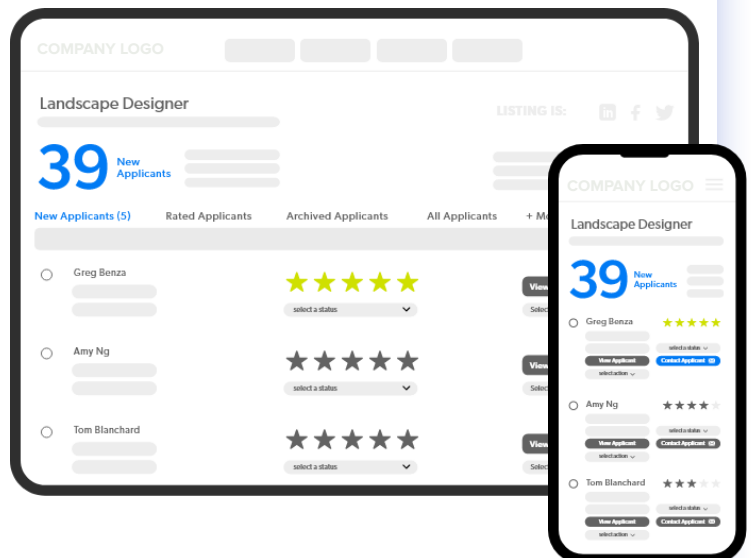 COMPANY LOGO
Landscape Designer
LISTING IS:
39
New
Applicants
New Applicants (5) Rated Applicants Archived Applicants All Applicants
Greg Benza
select a status
View
Amy Ng
select a status
View
Tom Blanchard
select a status
View
COMPANY LOGO
Landscape Designer
39
New
Applicants
Greg Benza
select a status
View Applicant Contact Applicant
select action
Amy Ng
select a status
View Applicant Contact Applicant
select action
Tom Blanchard
select a status
View Applicant Contact Applicant
select action